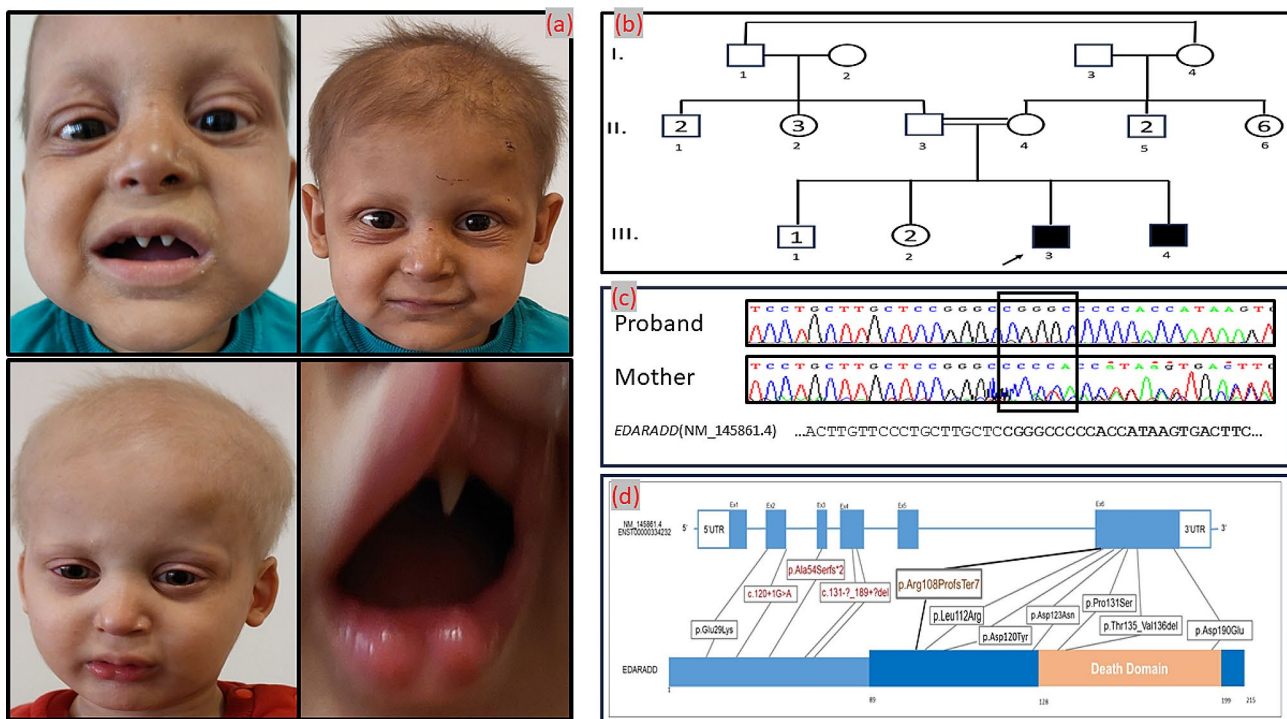 (a)
(b)
I.
1
2
3
4
II.
2
3
2
6
1
2
3
4
5
6
III.
1
2
1
2
3
4
(c)
Proband
T C C T G C T T G C T C C G G G C C G G G C C C C C A C C A T A A G T
Mother
T C C T G C T T G C T C C G G G C C C C C A C C A T A A G T G A C T T C
EDARADD(NM_145861.4) ...ACTTGTTCCCTGCTTGCTCCGGGCCCCCACCATAAGTGACTTC...
(d)
NM_145861.4
ENST00000334232
5' 5'UTR Ex1 Ex2 Ex3 Ex4 Ex5 Ex6 3'UTR 3'
p.Ala54Serfs*2
c.120+1G>A
c.131-?_189+?del
p.Arg108ProfsTer7
p.Glu29Lys
p.Leu112Arg
p.Asp120Tyr
p.Asp123Asn
p.Pro131Ser
p.Thr135_Val136del
p.Asp190Glu
EDARADD
Death Domain
1 89 128 199 215